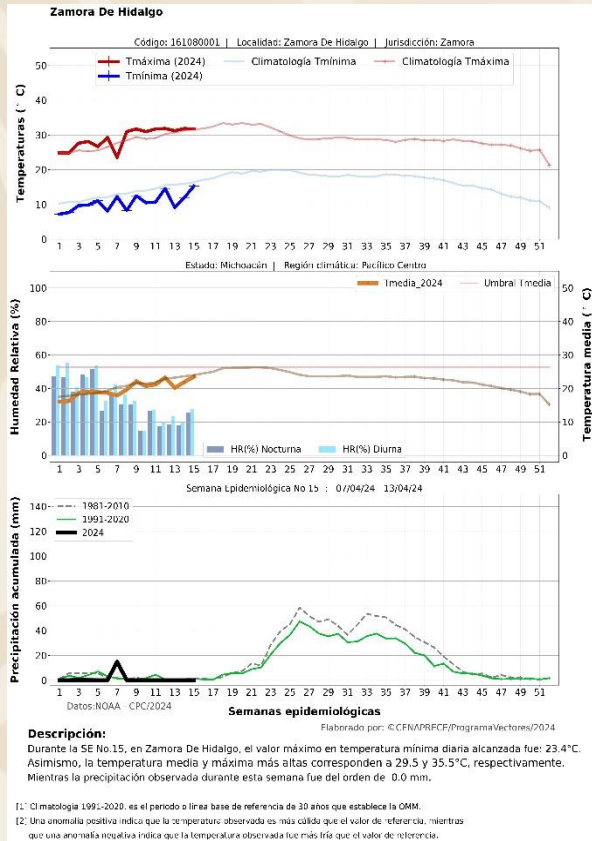 Zamora De Hidalgo
Código: 161080001 | Localidad: Zamora De Hidalgo | Jurisdicción: Zamora
Temperaturas (° C)
50
40
30
20
10
0
Tmáxima (2024)
Tmínima (2024)
Climatología Tmínima
Climatología Tmáxima
1 3 5 7 9 11 13 15 17 19 21 23 25 27 29 31 33 35 37 39 41 43 45 47 49 51
Estado: Michoacán | Región climática: Pacífico Centro
Humedad Relativa (%)
100
80
60
40
20
0
Tmedia_2024
Umbral Tmedia
HR(%) Nocturna
HR(%) Diurna
50
40
30
20
10
0
Temperatura media (° C)
1 3 5 7 9 11 13 15 17 19 21 23 25 27 29 31 33 35 37 39 41 43 45 47 49 51
Semana Epidemiológica No 15 : 07/04/24 13/04/24
Precipitación acumulada (mm)
140
120
100
80
60
40
20
0
1981-2010
1991-2020
2024
1 3 5 7 9 11 13 15 17 19 21 23 25 27 29 31 33 35 37 39 41 43 45 47 49 51
Datos:NOAA - CPC/2024
Semanas epidemiológicas
Elaborado por: ©CENAPRECE/ProgramaVectores/2024
Descripción:
Durante la SE No.15, en Zamora De Hidalgo, el valor máximo en temperatura mínima diaria alcanzada fue: 23.4°C.
Asimismo, la temperatura media y máxima más altas corresponden a 29.5 y 35.5°C, respectivamente.
Mientras la precipitación observada durante esta semana fue del orden de 0.0 mm.
[1] Climatología 1991-2020, es el periodo o línea base de referencia de 30 años que establece la OMM.
[2] Una anomalía positiva indica que la temperatura observada es más cálida que el valor de referencia, mientras
que una anomalía negativa indica que la temperatura observada fue más fría que el valor de referencia.